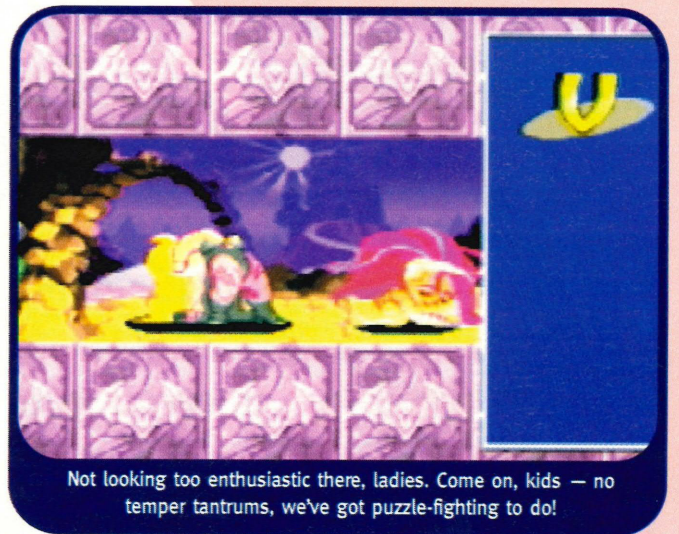 U
Not looking too enthusiastic there, ladies. Come on, kids — no
temper tantrums, we've got puzzle-fighting to do!